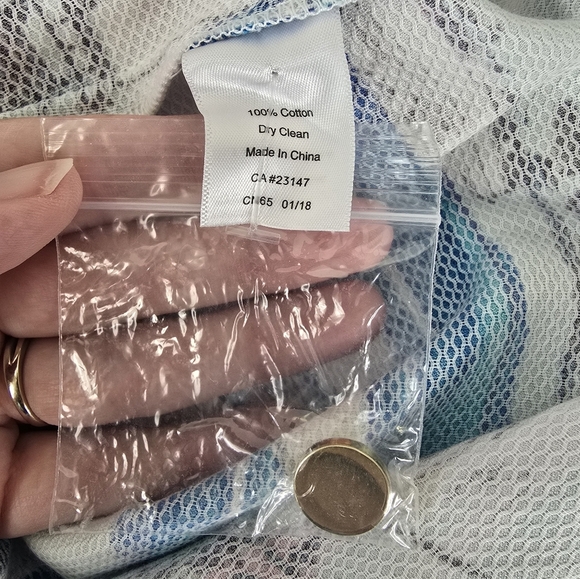 100% Cotton
Dry Clean
Made In China
CA#23147
CN65 01/18